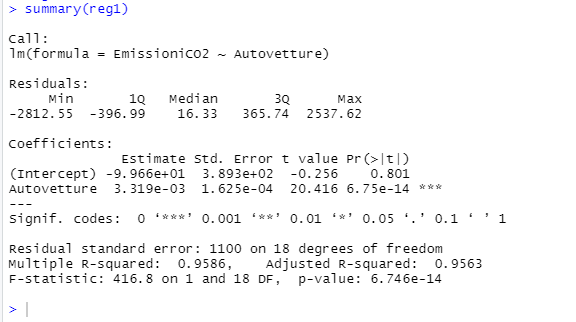 > summary(reg1)
Call:
lm(formula = EmissioniCO2 ~ Autovetture)
Residuals:
     Min       1Q   Median       3Q      Max
-2812.55  -396.99    16.33   365.74  2537.62
Coefficients:
              Estimate Std. Error t value Pr(>|t|)
(Intercept) -9.966e+01  3.893e+02  -0.256    0.801
Autovetture  3.319e-03  1.625e-04  20.416 6.75e-14 ***
---
Signif. codes:  0 ‘***’ 0.001 ‘**’ 0.01 ‘*’ 0.05 ‘.’ 0.1 ‘ ’ 1
Residual standard error: 1100 on 18 degrees of freedom
Multiple R-squared:  0.9586,	Adjusted R-squared:  0.9563
F-statistic: 416.8 on 1 and 18 DF,  p-value: 6.746e-14
>